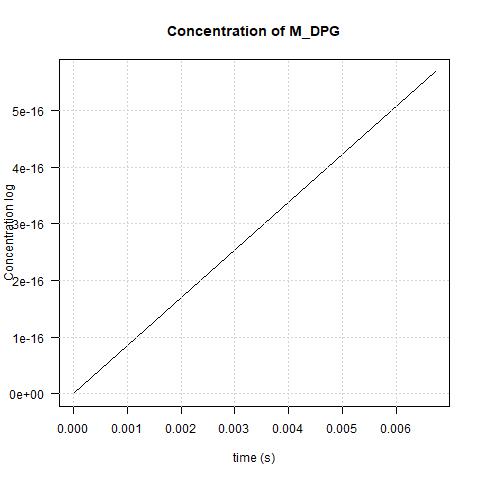 Concentration of M_DPG
5e-16
4e-16
3e-16
2e-16
1e-16
0e+00
Concentration log
0.000 0.001 0.002 0.003 0.004 0.005 0.006
time (s)